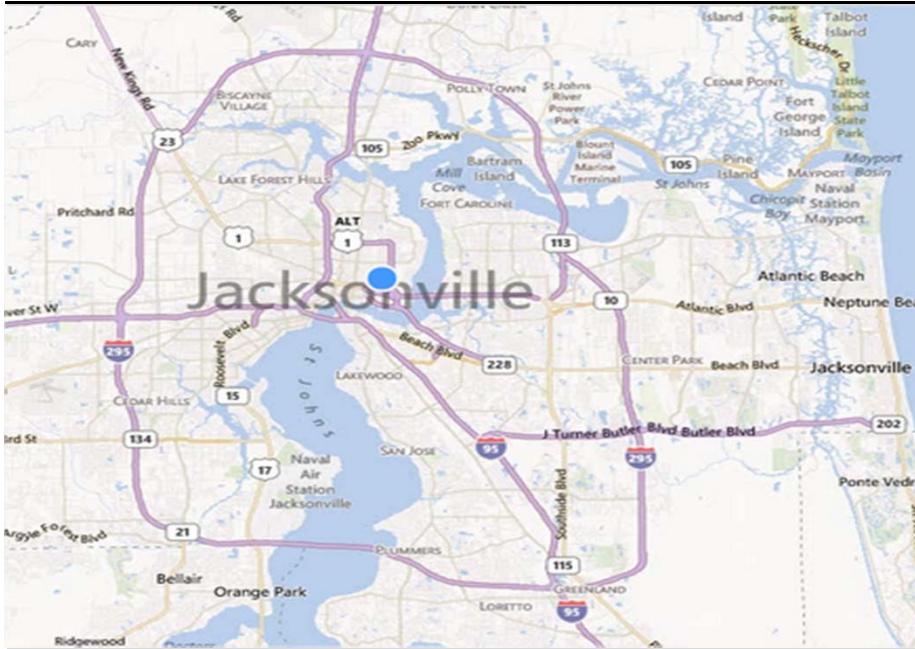 Island
State
Park
Talbot
Island
Heckscher Dr
CARY
New Kings Rd
POLLY TOWN
St Johns
River
Power
Park
CEDAR POINT
Little
Talbot
Island
State
Park
BISCAYNE
VILLAGE
Fort
George
Island
23
105
Zoo Pkwy
Blount
Island
Marine
Terminal
105
Pine
Island
Mayport
Basin
Bartram
Island
Mill
Cove
LAKE FOREST HILLS
St Johns
MAYPORT
Naval
Station
Mayport
FORT CAROLINE
Chicopit
Bay
Pritchard Rd
ALT
1
1
113
Jacksonville
Atlantic Beach
10
Atlantic Blvd
Neptune Be
ver St W
Roosevelt Blvd
Beach Blvd
295
228
CENTER PARK
Beach Blvd
Jacksonville
St Johns
LAKEWOOD
15
CEDAR HILLS
134
3rd St
SAN JOSE
95
J Turner Butler Blvd
Butler Blvd
202
295
17
Naval
Air
Station
Jacksonville
Southside Blvd
Ponte Vedr
Argyle Forest Blvd
21
PLUMMERS
115
Bellair
Orange Park
GREENLAND
LORETTO
95
Ridgewood
Doctors